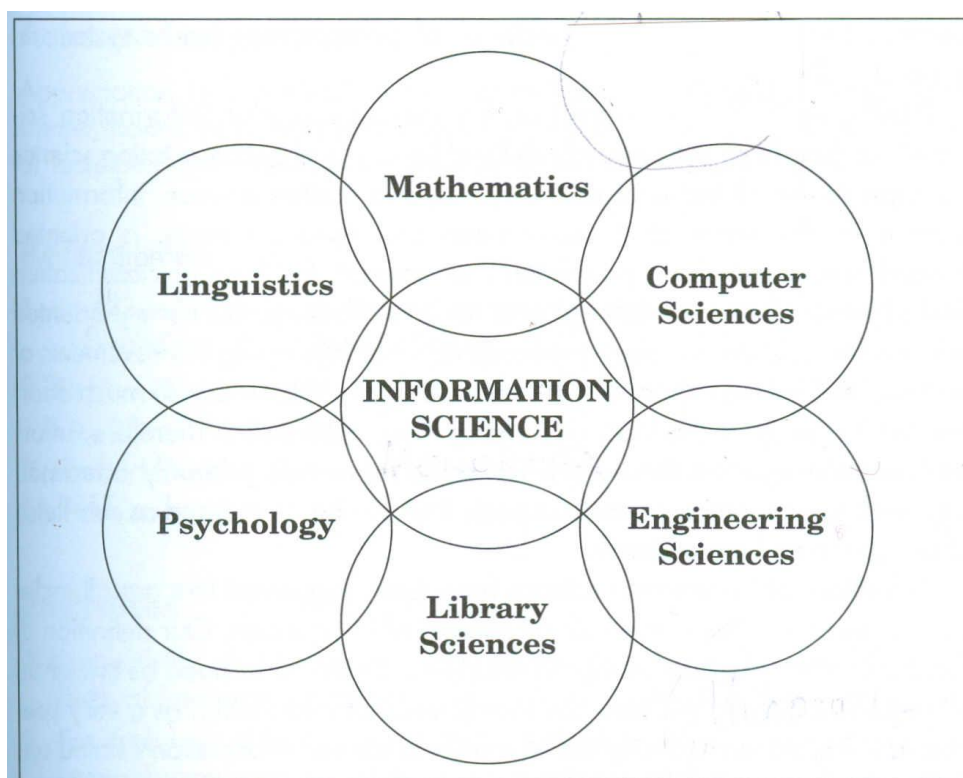 Mathematics
Linguistics
Computer
Sciences
INFORMATION
SCIENCE
Psychology
Engineering
Sciences
Library
Sciences